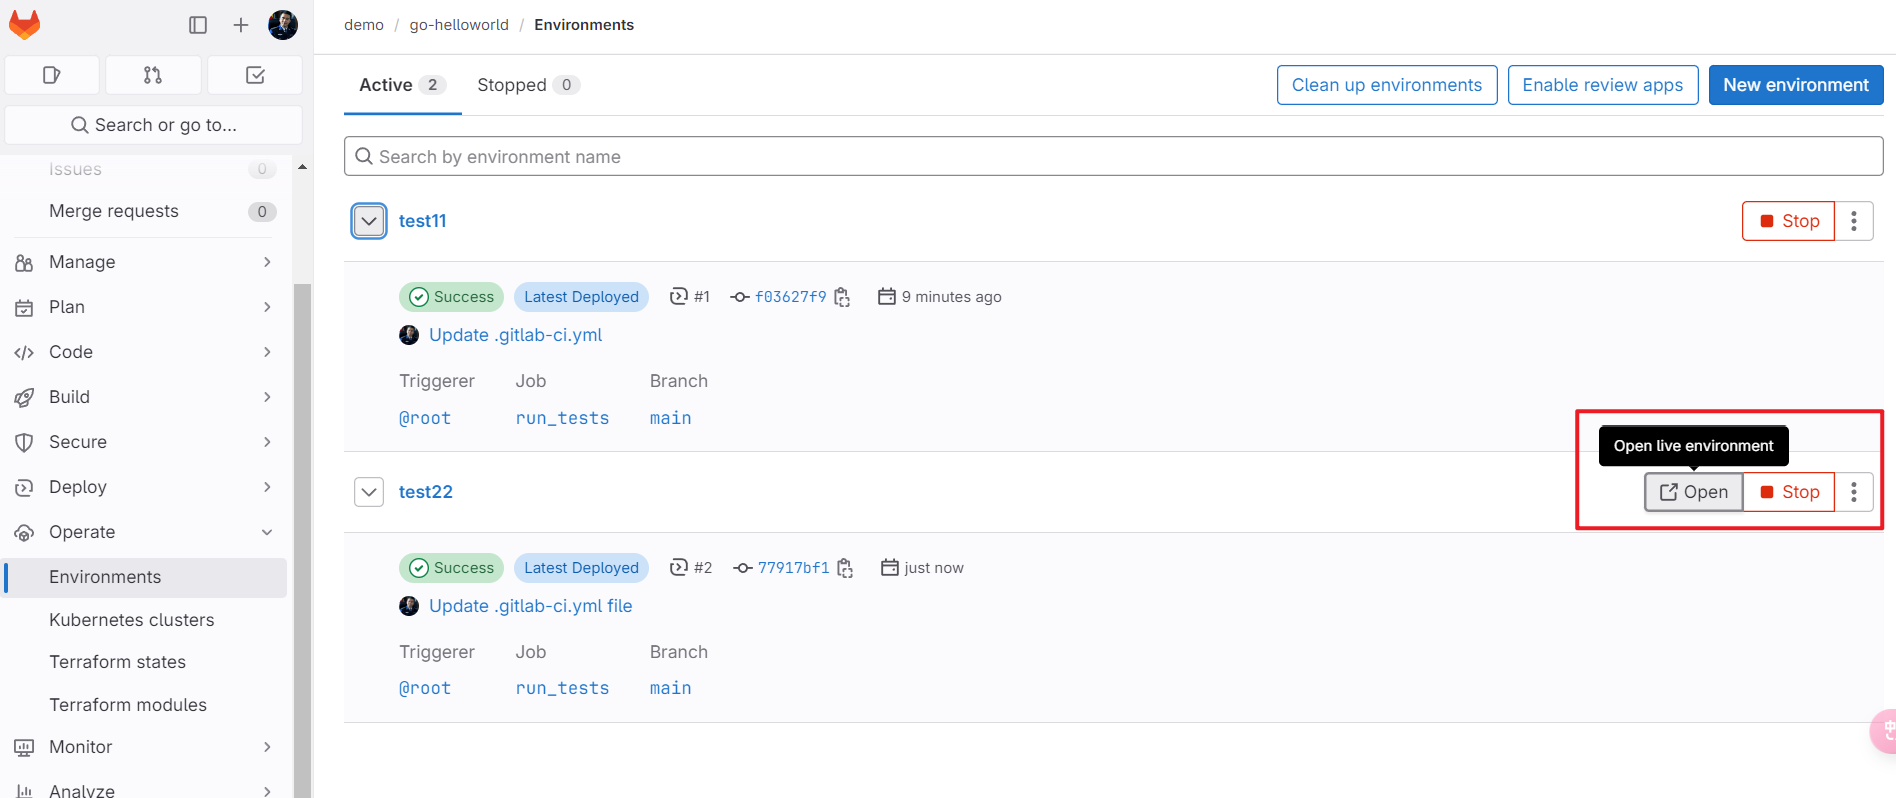 demo / go-helloworld / Environments
Active 2 Stopped 0
Clean up environments Enable review apps New environment
Search or go to...
Search by environment name
Issues 0
Merge requests 0
Manage
Plan
Code
Build
Secure
Deploy
Operate
Environments
Kubernetes clusters
Terraform states
Terraform modules
Monitor
Analyze
test11 Stop
Success Latest Deployed #1 f03627f9 9 minutes ago
Update .gitlab-ci.yml
Triggerer Job Branch
@root run_tests main
Open live environment
test22 Open Stop
Success Latest Deployed #2 77917bf1 just now
Update .gitlab-ci.yml file
Triggerer Job Branch
@root run_tests main